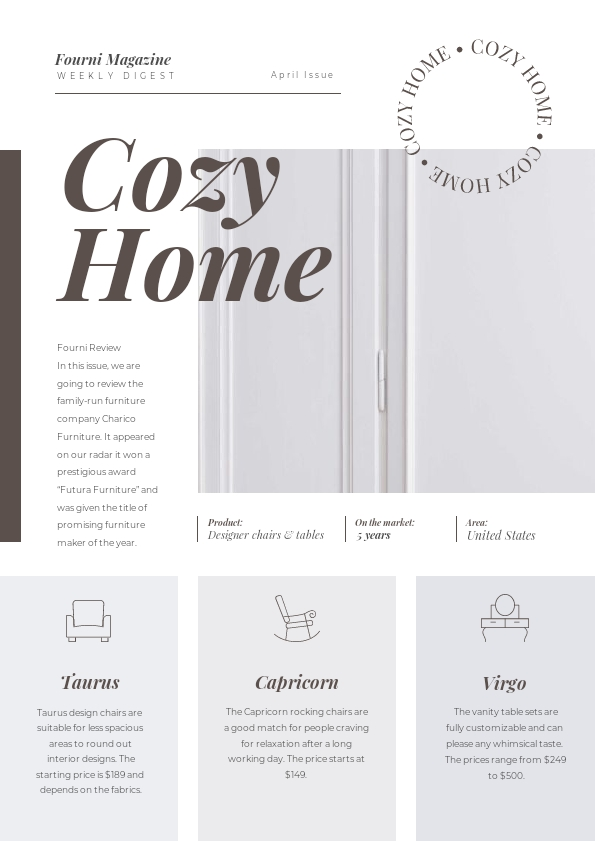 Fourni Magazine
WEEKLY DIGEST
April Issue
COZY HOME • COZY HOME • COZY HOME • COZY HOME •
Cozy
Home
Fourni Review
In this issue, we are
going to review the
family-run furniture
company Charico
Furniture. It appeared
on our radar it won a
prestigious award
“Futura Furniture” and
was given the title of
promising furniture
maker of the year.
Product:
Designer chairs & tables
On the market:
5 years
Area:
United States
Taurus
Taurus design chairs are
suitable for less spacious
areas to round out
interior designs. The
starting price is $189 and
depends on the fabrics.
Capricorn
The Capricorn rocking chairs are
a good match for people craving
for relaxation after a long
working day. The price starts at
$149.
Virgo
The vanity table sets are
fully customizable and can
please any whimsical taste.
The prices range from $249
to $500.